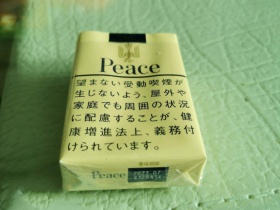 Peace
望まない受動喫煙が
生じないよう、屋外や
家庭でも周囲の状況
に配慮することが、健
康増進法上、義務付
けられています。
Peace